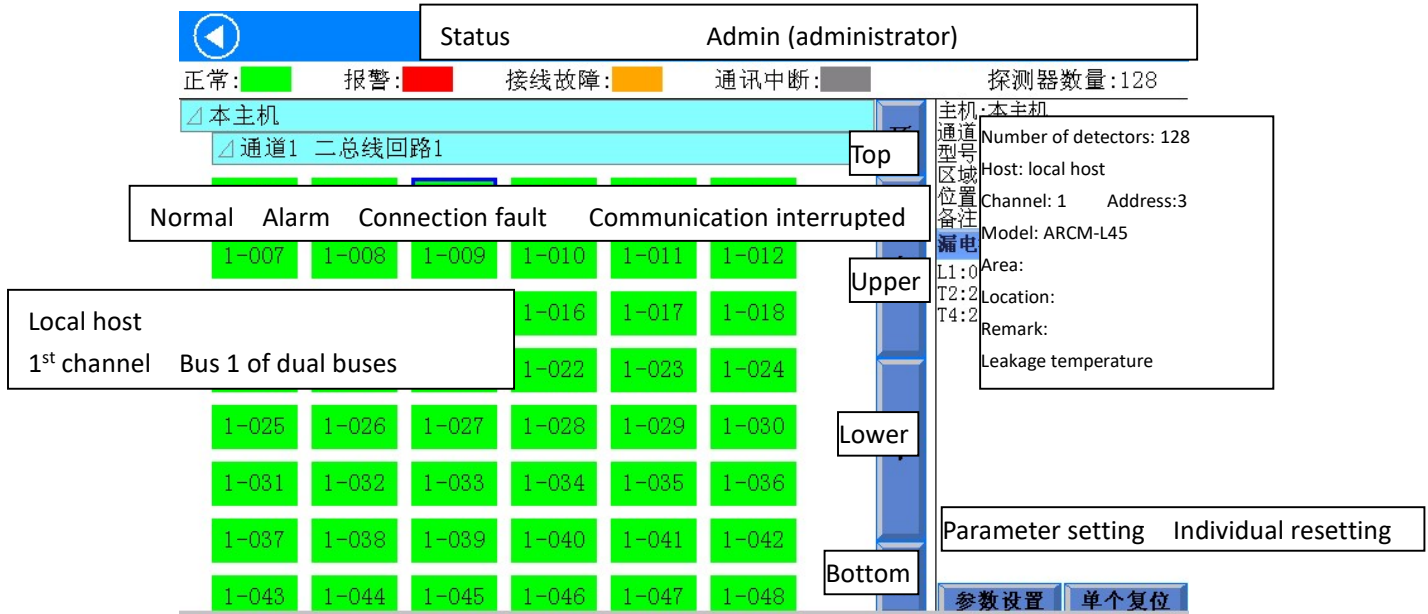 Status Admin (administrator)
正常: 报警: 接线故障: 通讯中断: 探测器数量:128
本主机
通道1 二总线回路1
Top
Normal Alarm Connection fault Communication interrupted
1-007 1-008 1-009 1-010 1-011 1-012
Upper
Local host
1st channel Bus 1 of dual buses
1-016 1-017 1-018
1-022 1-023 1-024
1-025 1-026 1-027 1-028 1-029 1-030
Lower
1-031 1-032 1-033 1-034 1-035 1-036
1-037 1-038 1-039 1-040 1-041 1-042
Bottom
1-043 1-044 1-045 1-046 1-047 1-048
主机:本主机
通道
型号
区域
位置
备注
漏电
L1:0
T2:2
T4:2
Number of detectors: 128
Host: local host
Channel: 1 Address:3
Model: ARCM-L45
Area:
Location:
Remark:
Leakage temperature
Parameter setting Individual resetting
参数设置 单个复位